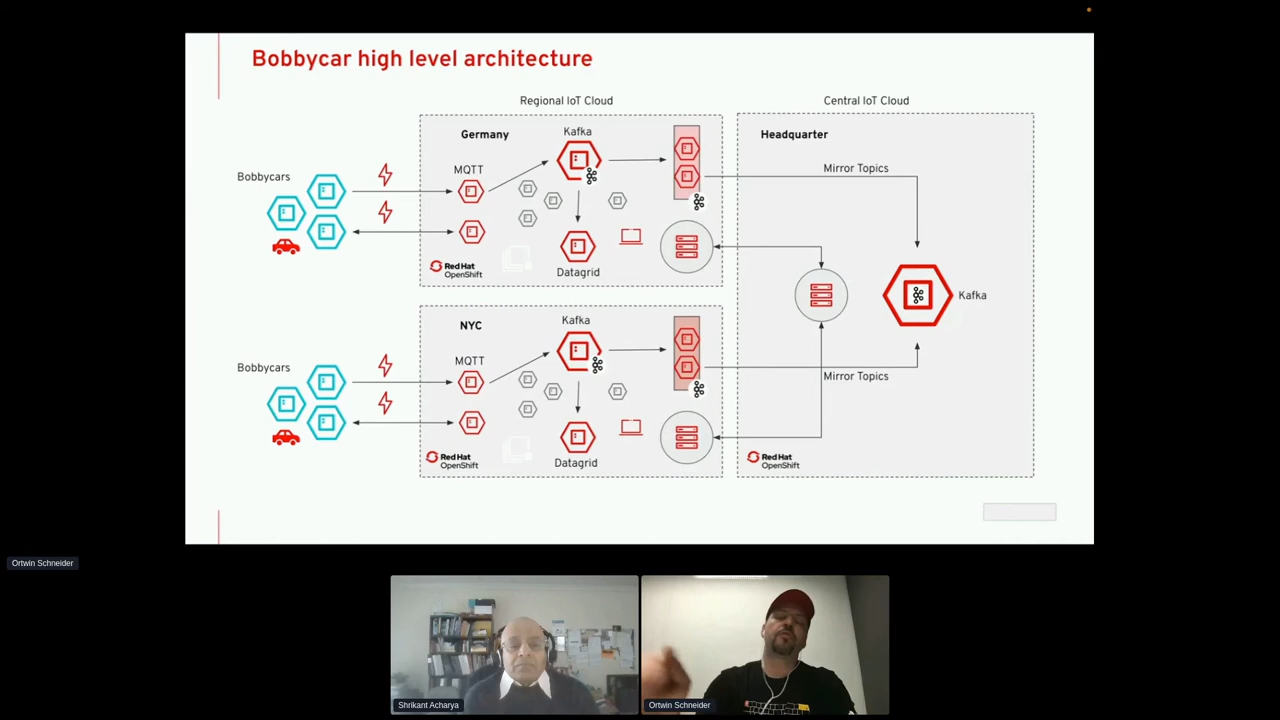 Bobbycar high level architecture
Regional IoT Cloud
Central IoT Cloud
Germany
Kafka
Headquarter
MQTT
Mirror Topics
Bobbycars
Red Hat
OpenShift
Datagrid
Kafka
NYC
Kafka
MQTT
Bobbycars
Mirror Topics
Red Hat
OpenShift
Datagrid
Red Hat
OpenShift
Ortwin Schneider
Shrikant Acharya
Ortwin Schneider